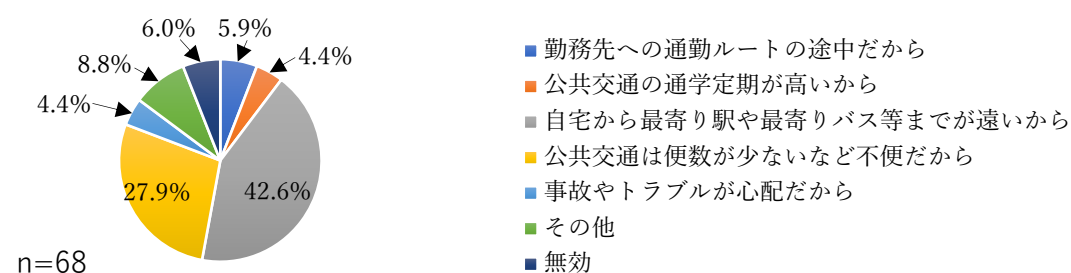 6.0%
5.9%
4.4%
8.8%
4.4%
27.9%
42.6%
n=68
勤務先への通勤ルートの途中だから
公共交通の通学定期が高いから
自宅から最寄り駅や最寄りバス等までが遠いから
公共交通は便数が少ないなど不便だから
事故やトラブルが心配だから
その他
無効